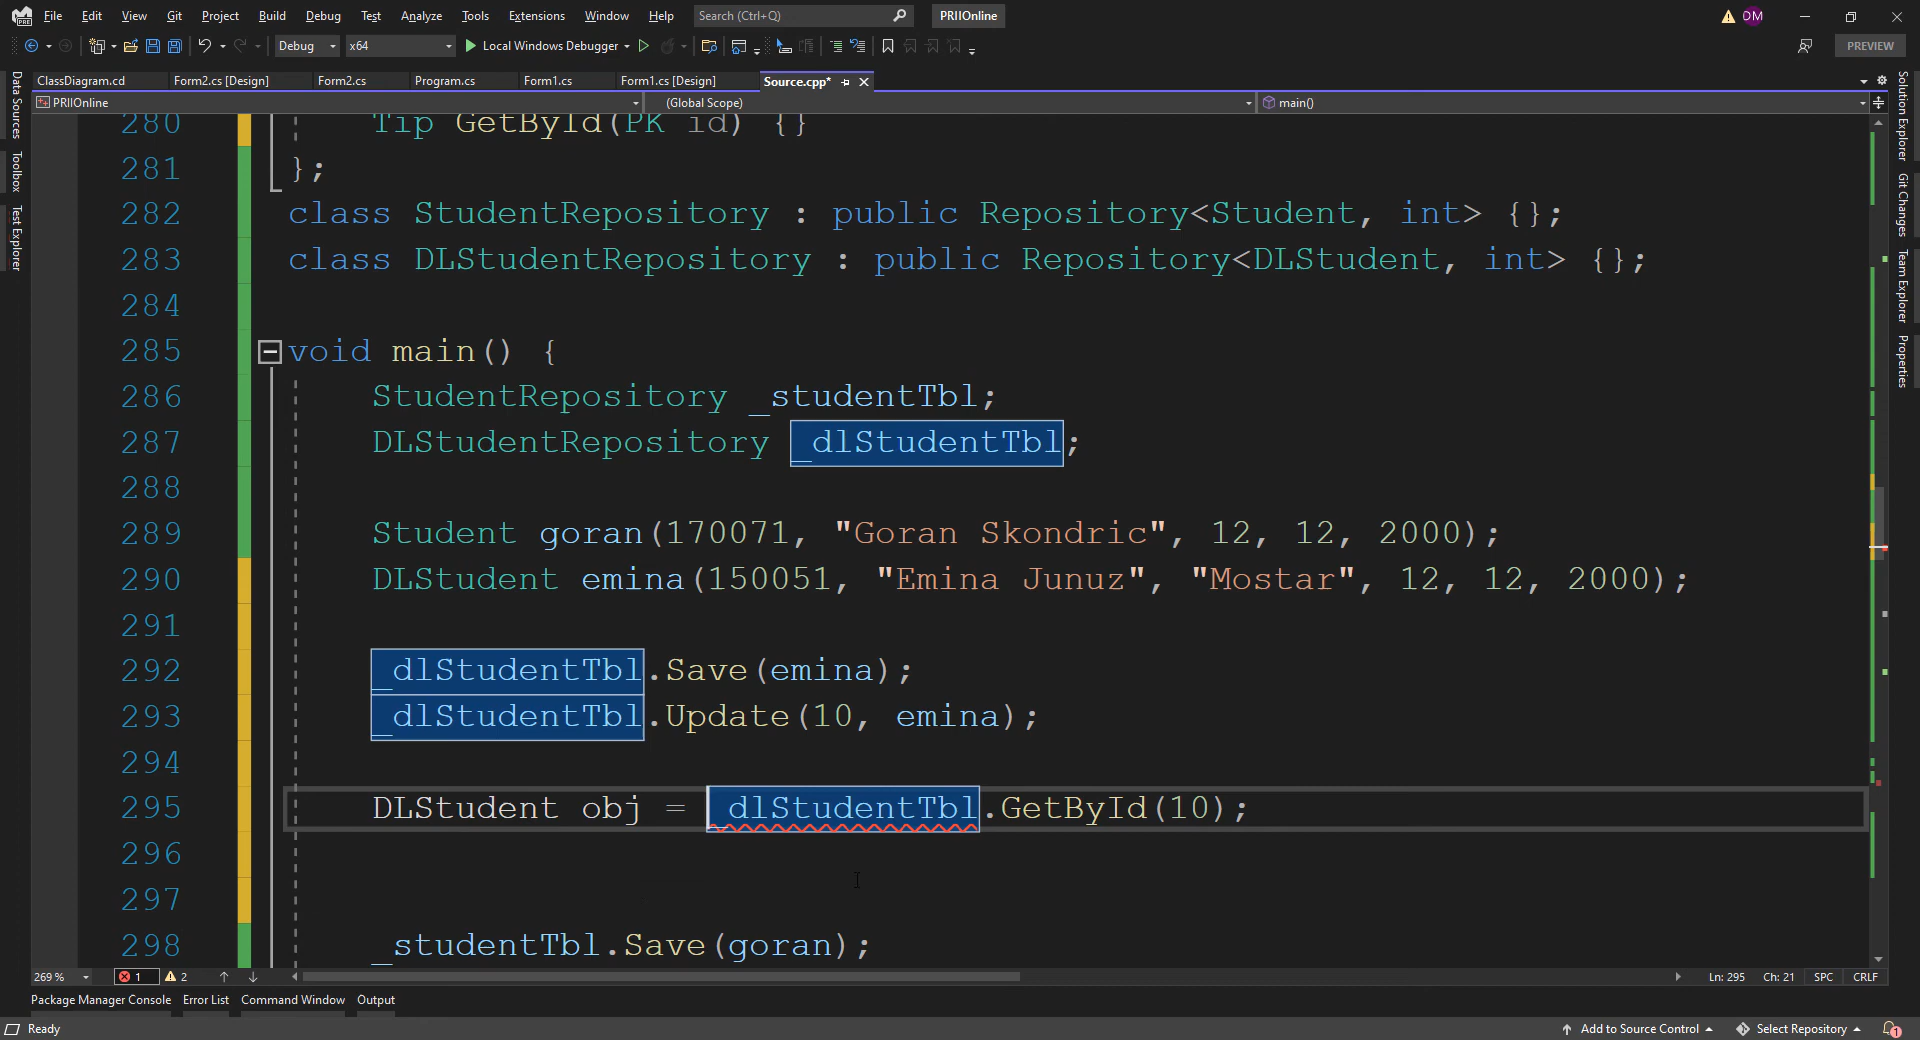 File Edit View Git Project Build Debug Test Analyze Tools Extensions Window Help Search (Ctrl+Q) PRIIOnline DM
Debug x64 Local Windows Debugger PREVIEW
ClassDiagram.cd Form2.cs [Design] Form2.cs Program.cs Form1.cs Form1.cs [Design] Source.cpp*
PRIIOnline (Global Scope) main()
Data Sources
Toolbox
Test Explorer
280 Tip GetById(PK id) {}
281 };
282 class StudentRepository : public Repository<Student, int> {};
283 class DLStudentRepository : public Repository<DLStudent, int> {};
284
285 void main() {
286 StudentRepository _studentTbl;
287 DLStudentRepository _dlStudentTbl;
288
289 Student goran(170071, "Goran Skondric", 12, 12, 2000);
290 DLStudent emina(150051, "Emina Junuz", "Mostar", 12, 12, 2000);
291
292 _dlStudentTbl.Save(emina);
293 _dlStudentTbl.Update(10, emina);
294
295 DLStudent obj = _dlStudentTbl.GetById(10);
296
297
298 _studentTbl.Save(goran);
Solution Explorer
Git Changes
Team Explorer
Properties
269 % 1 2 Ln: 295 Ch: 21 SPC CRLF
Package Manager Console Error List Command Window Output
Ready Add to Source Control Select Repository 1